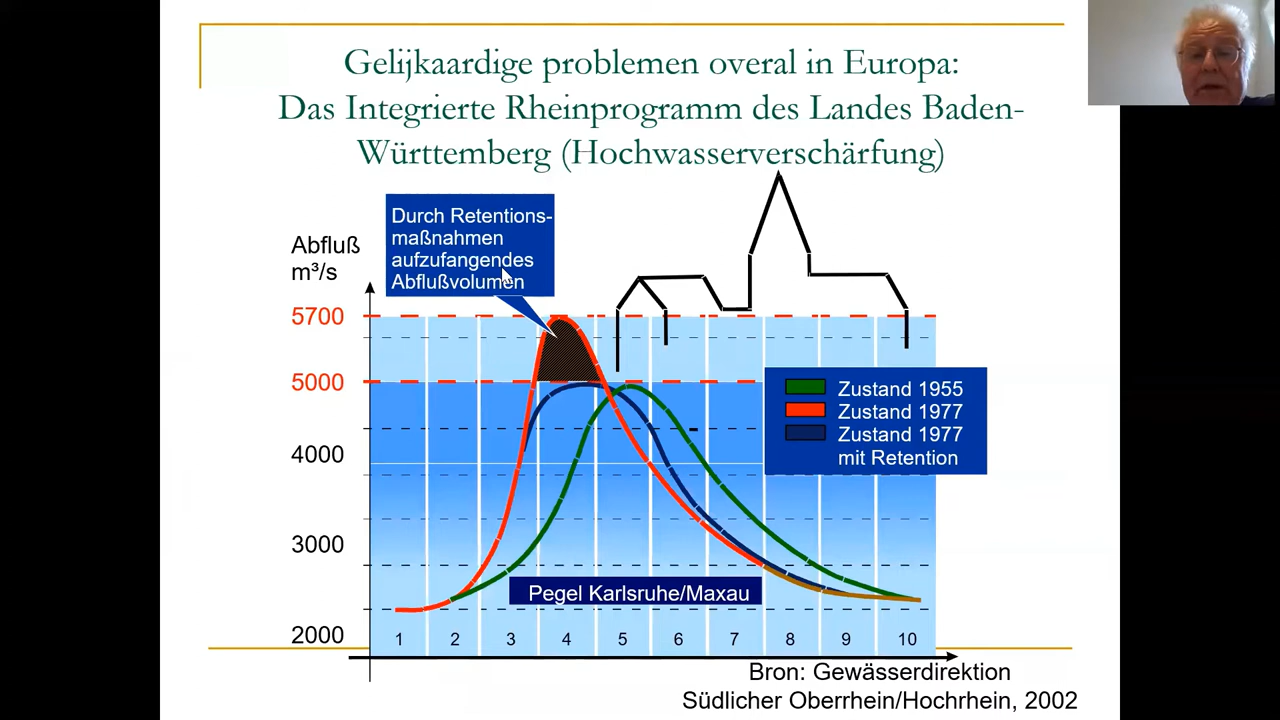 Gelijkaardige problemen overal in Europa:
Das Integrierte Rheinprogramm des Landes Baden-
Württemberg (Hochwasserverschärfung)
Durch Retentions-
maßnahmen
aufzufangendes
Abflußvolumen
Abfluß
m³/s
5700
5000
4000
3000
2000
Zustand 1955
Zustand 1977
Zustand 1977
mit Retention
Pegel Karlsruhe/Maxau
1 2 3 4 5 6 7 8 9 10
Bron: Gewässerdirektion
Südlicher Oberrhein/Hochrhein, 2002